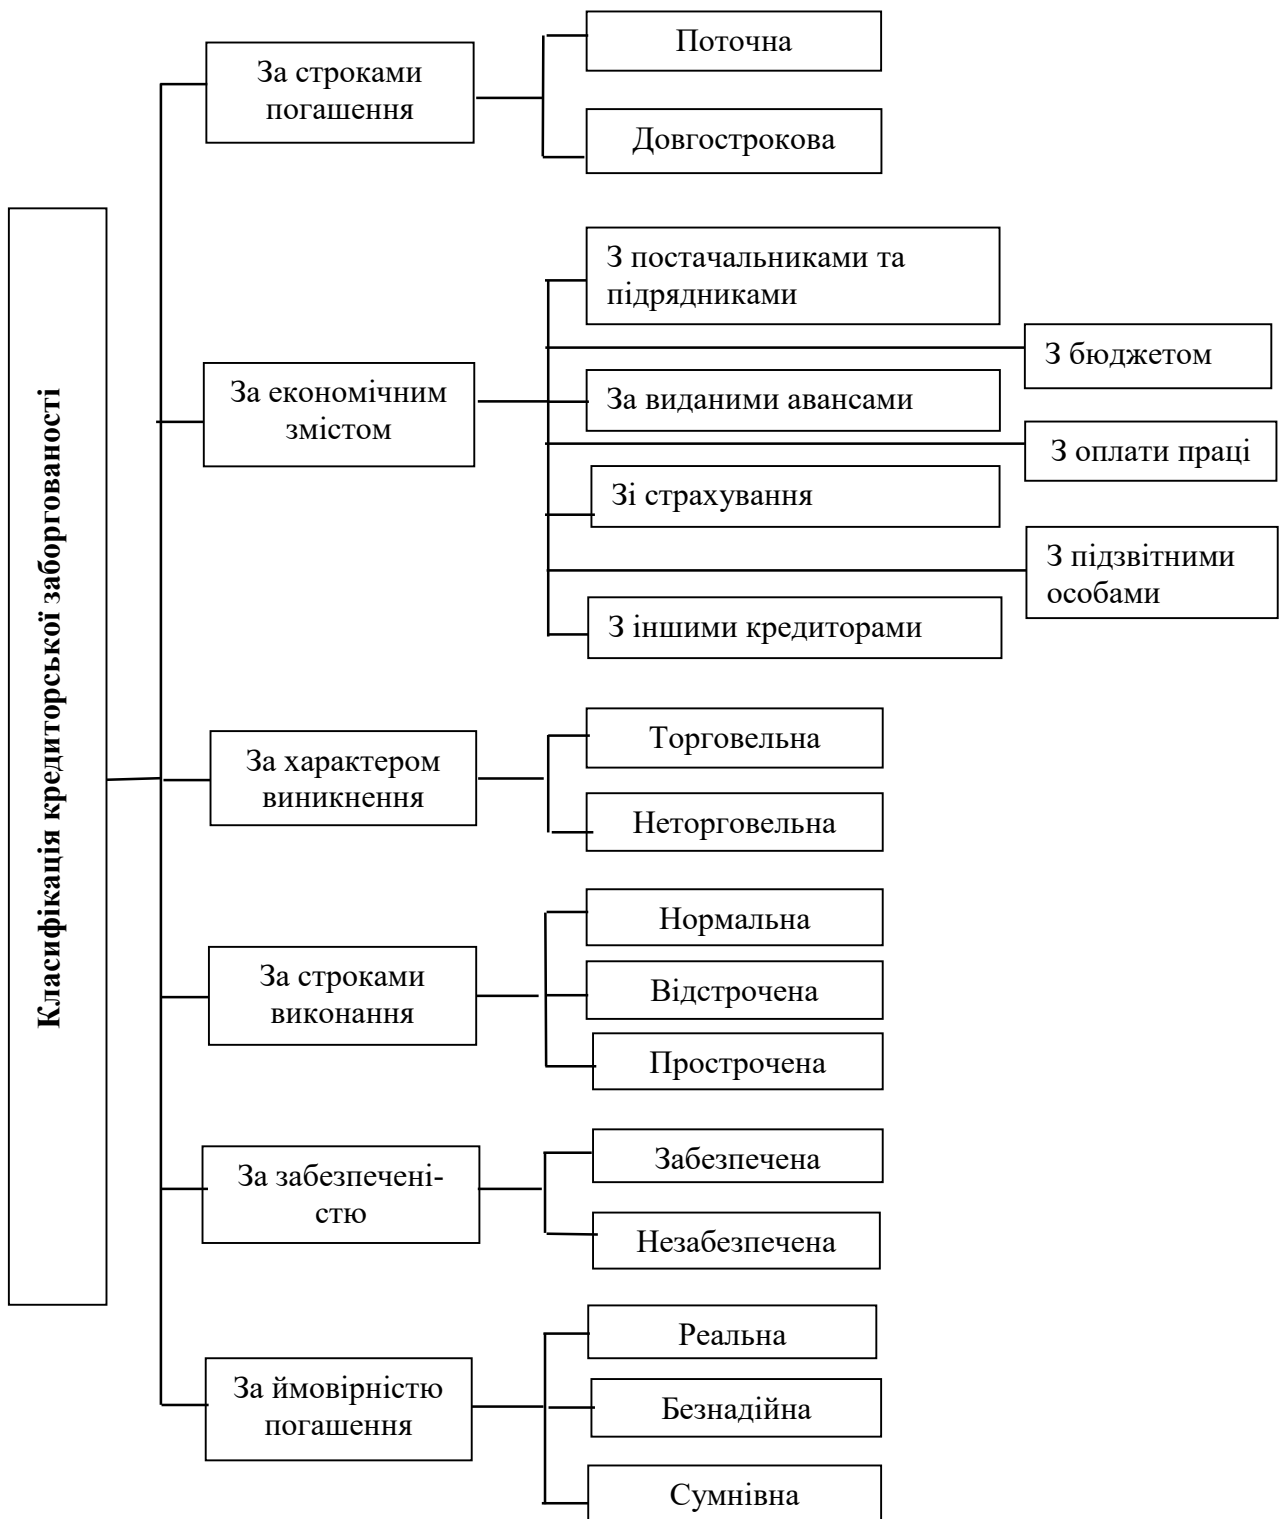 Класифікація кредиторської заборгованості
За строками
погашення
Поточна
Довгострокова
За економічним
змістом
З постачальниками та
підрядниками
З бюджетом
За виданими авансами
З оплати праці
Зі страхування
З підзвітними
особами
З іншими кредиторами
За характером
виникнення
Торговельна
Неторговельна
За строками
виконання
Нормальна
Відстрочена
Прострочена
За забезпечені-
стю
Забезпечена
Незабезпечена
За ймовірністю
погашення
Реальна
Безнадійна
Сумнівна